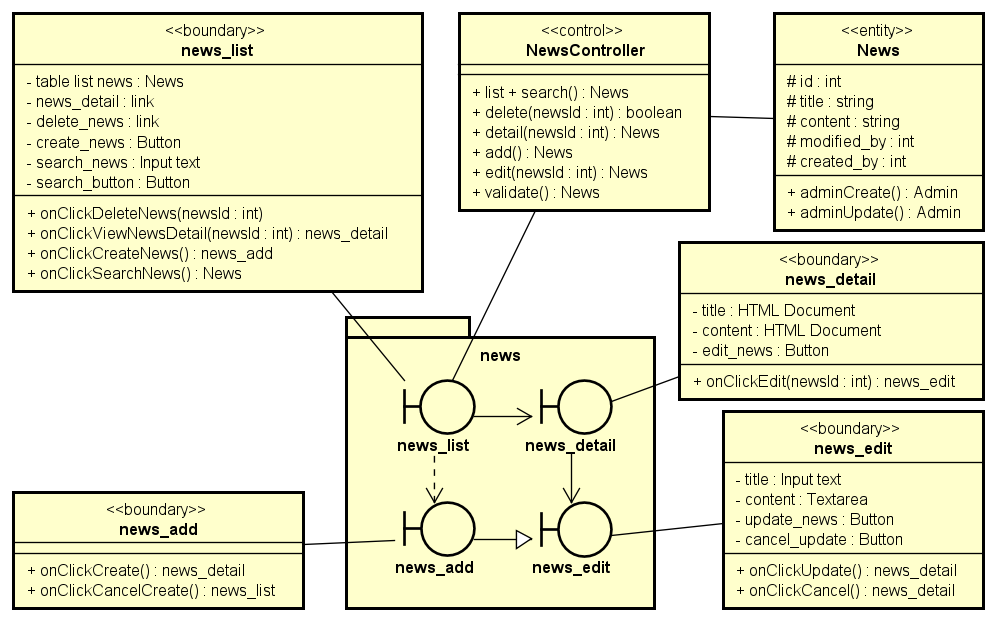 <<boundary>>
news_list
- table list news : News
- news_detail : link
- delete_news : link
- create_news : Button
- search_news : Input text
- search_button : Button
+ onClickDeleteNews(newsId : int)
+ onClickViewNewsDetail(newsId : int) : news_detail
+ onClickCreateNews() : news_add
+ onClickSearchNews() : News
<<control>>
NewsController
+ list + search() : News
+ delete(newsId : int) : boolean
+ detail(newsId : int) : News
+ add() : News
+ edit(newsId : int) : News
+ validate() : News
<<entity>>
News
# id : int
# title : string
# content : string
# modified_by : int
# created_by : int
+ adminCreate() : Admin
+ adminUpdate() : Admin
<<boundary>>
news_detail
- title : HTML Document
- content : HTML Document
- edit_news : Button
+ onClickEdit(newsId : int) : news_edit
news
news_list
news_detail
news_add
news_edit
<<boundary>>
news_edit
- title : Input text
- content : Textarea
- update_news : Button
- cancel_update : Button
+ onClickUpdate() : news_detail
+ onClickCancel() : news_detail
<<boundary>>
news_add
+ onClickCreate() : news_detail
+ onClickCancelCreate() : news_list